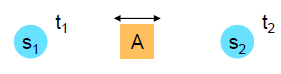 t₁ t₂
s₁ A s₂